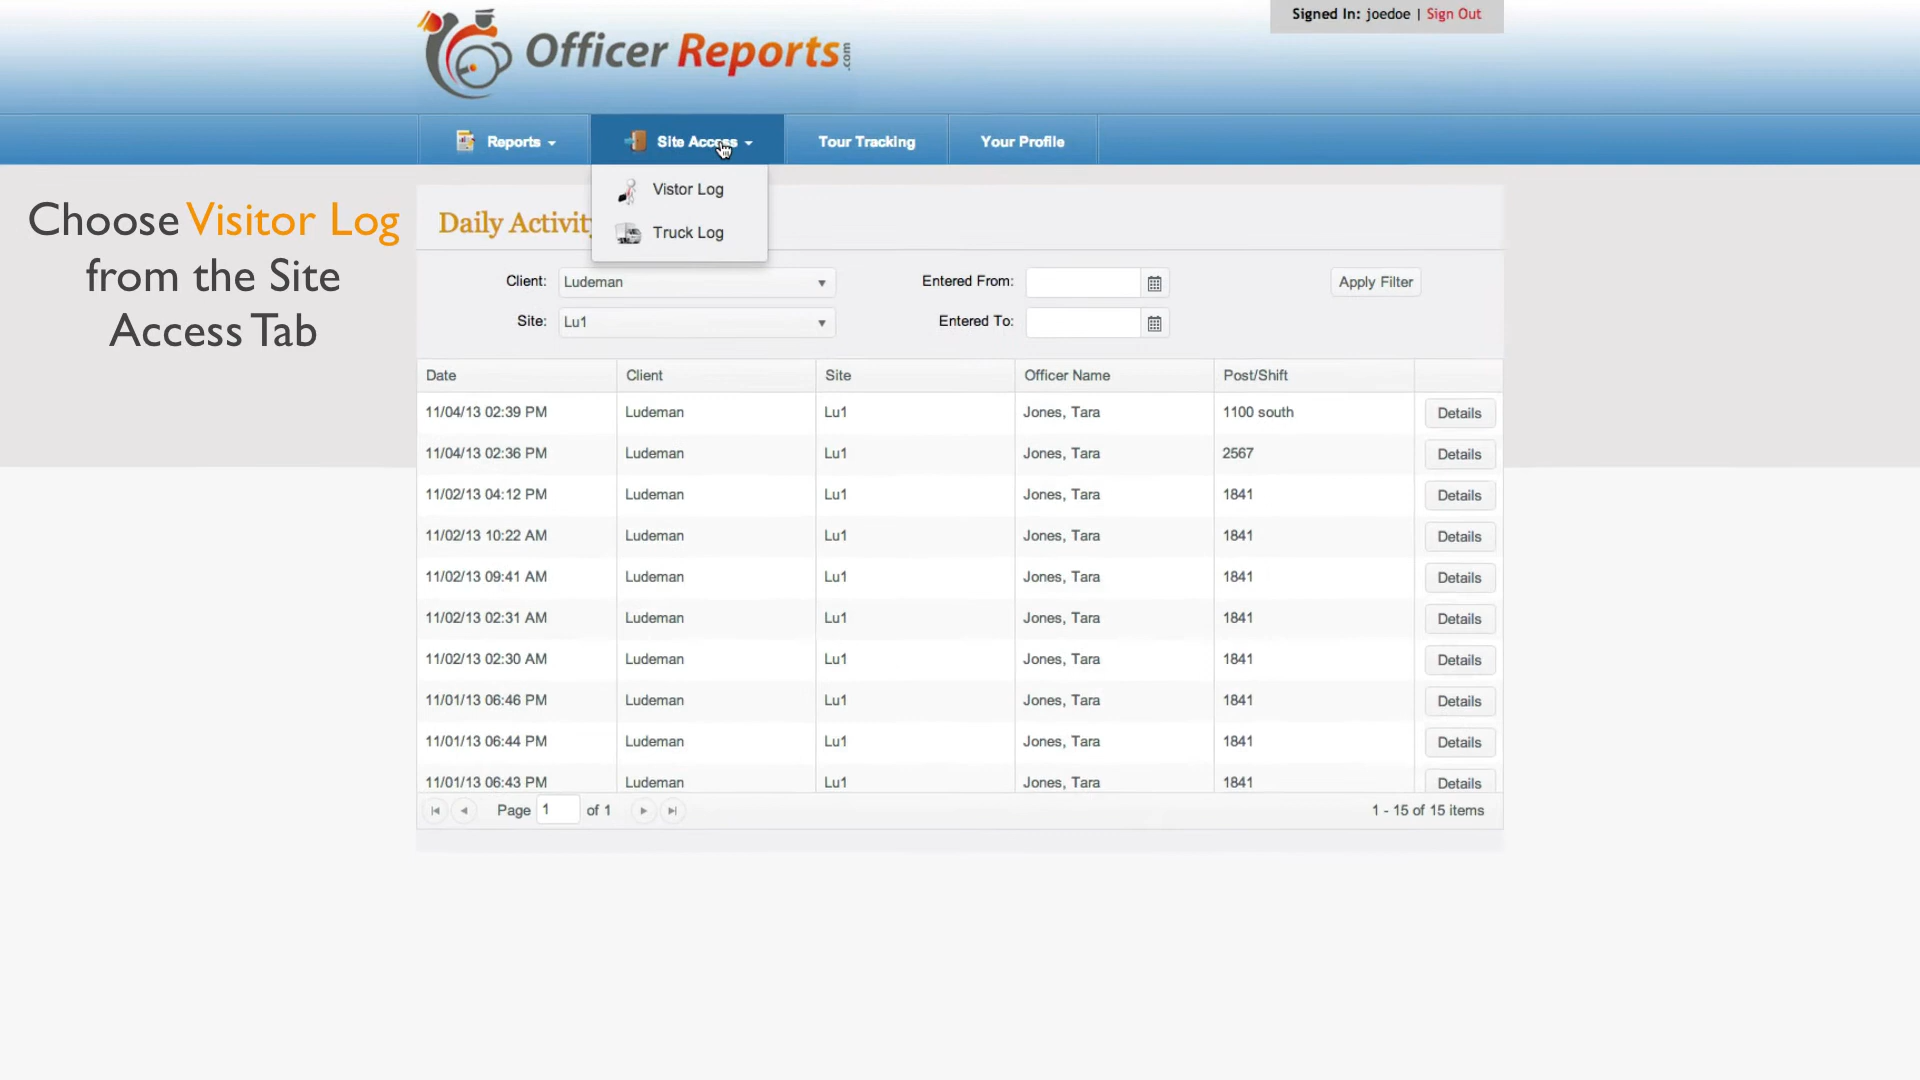 Signed In: joedoe | Sign Out
Officer Reports.com
Reports
Site Access
Tour Tracking
Your Profile
Vistor Log
Truck Log
Choose Visitor Log
from the Site
Access Tab
Daily Activity
Client: Ludeman
Entered From:
Apply Filter
Site: Lu1
Entered To:
Date Client Site Officer Name Post/Shift
11/04/13 02:39 PM Ludeman Lu1 Jones, Tara 1100 south Details
11/04/13 02:36 PM Ludeman Lu1 Jones, Tara 2567 Details
11/02/13 04:12 PM Ludeman Lu1 Jones, Tara 1841 Details
11/02/13 10:22 AM Ludeman Lu1 Jones, Tara 1841 Details
11/02/13 09:41 AM Ludeman Lu1 Jones, Tara 1841 Details
11/02/13 02:31 AM Ludeman Lu1 Jones, Tara 1841 Details
11/02/13 02:30 AM Ludeman Lu1 Jones, Tara 1841 Details
11/01/13 06:46 PM Ludeman Lu1 Jones, Tara 1841 Details
11/01/13 06:44 PM Ludeman Lu1 Jones, Tara 1841 Details
11/01/13 06:43 PM Ludeman Lu1 Jones, Tara 1841 Details
Page 1 of 1
1 - 15 of 15 items